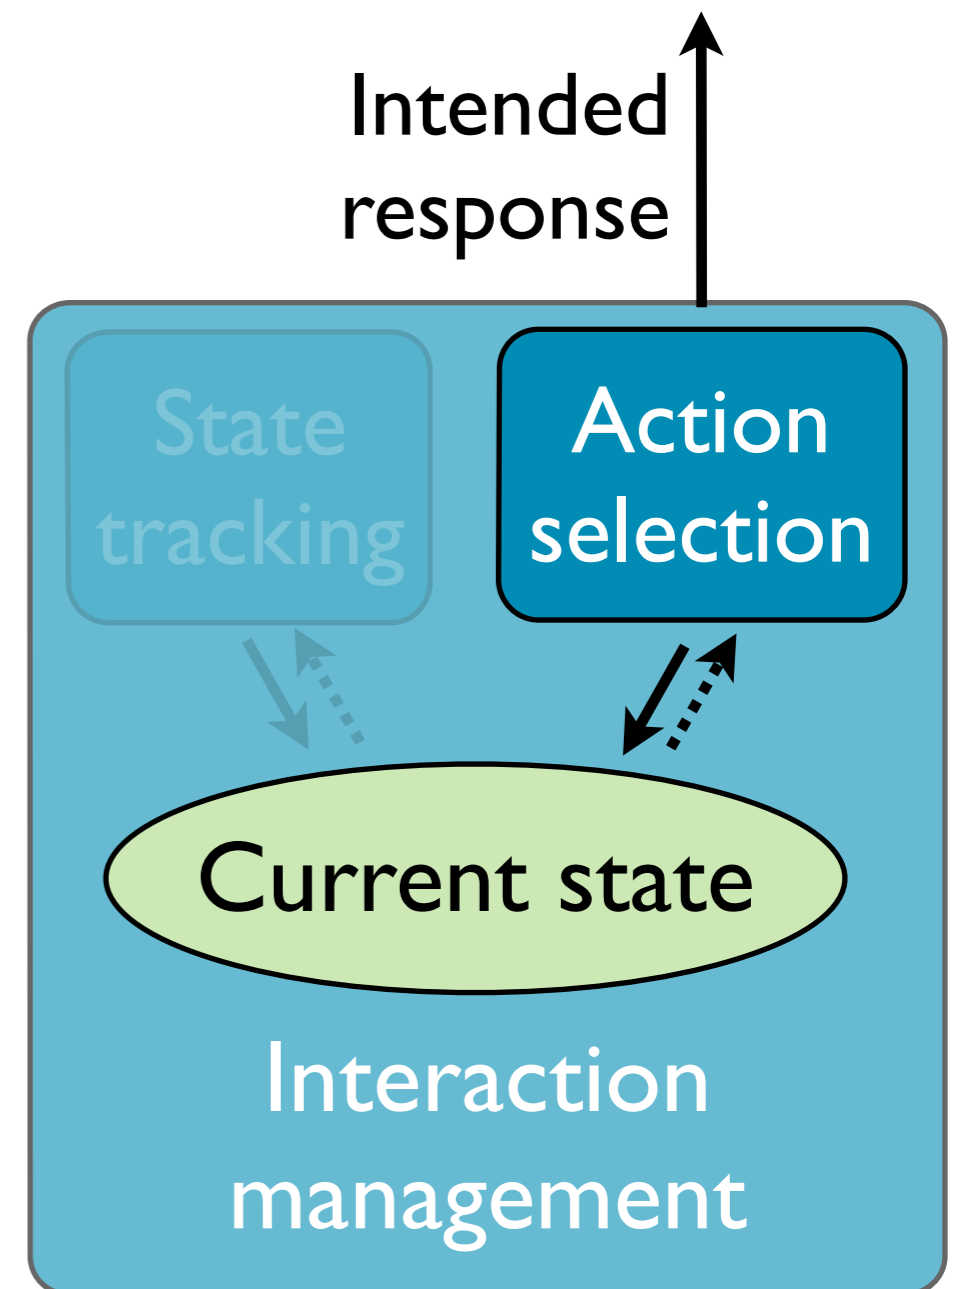 Intended
response
State
tracking
Action
selection
Current state
Interaction
management